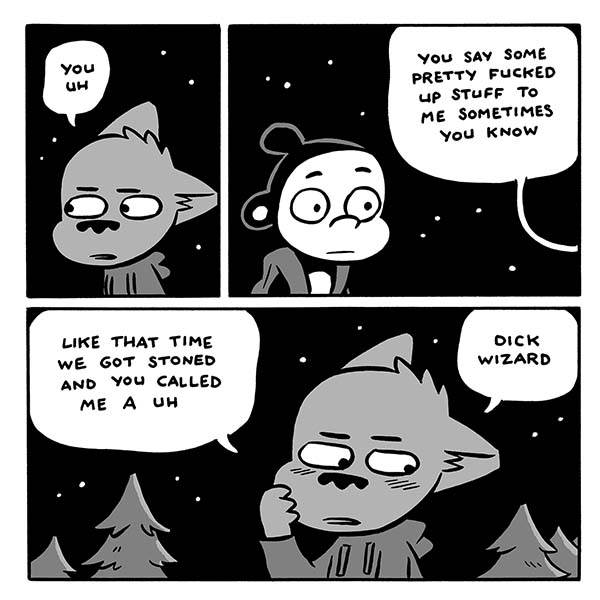 YOU
UH
YOU SAY SOME
PRETTY FUCKED
UP STUFF TO
ME SOMETIMES
YOU KNOW
LIKE THAT TIME
WE GOT STONED
AND YOU CALLED
ME A UH
DICK
WIZARD